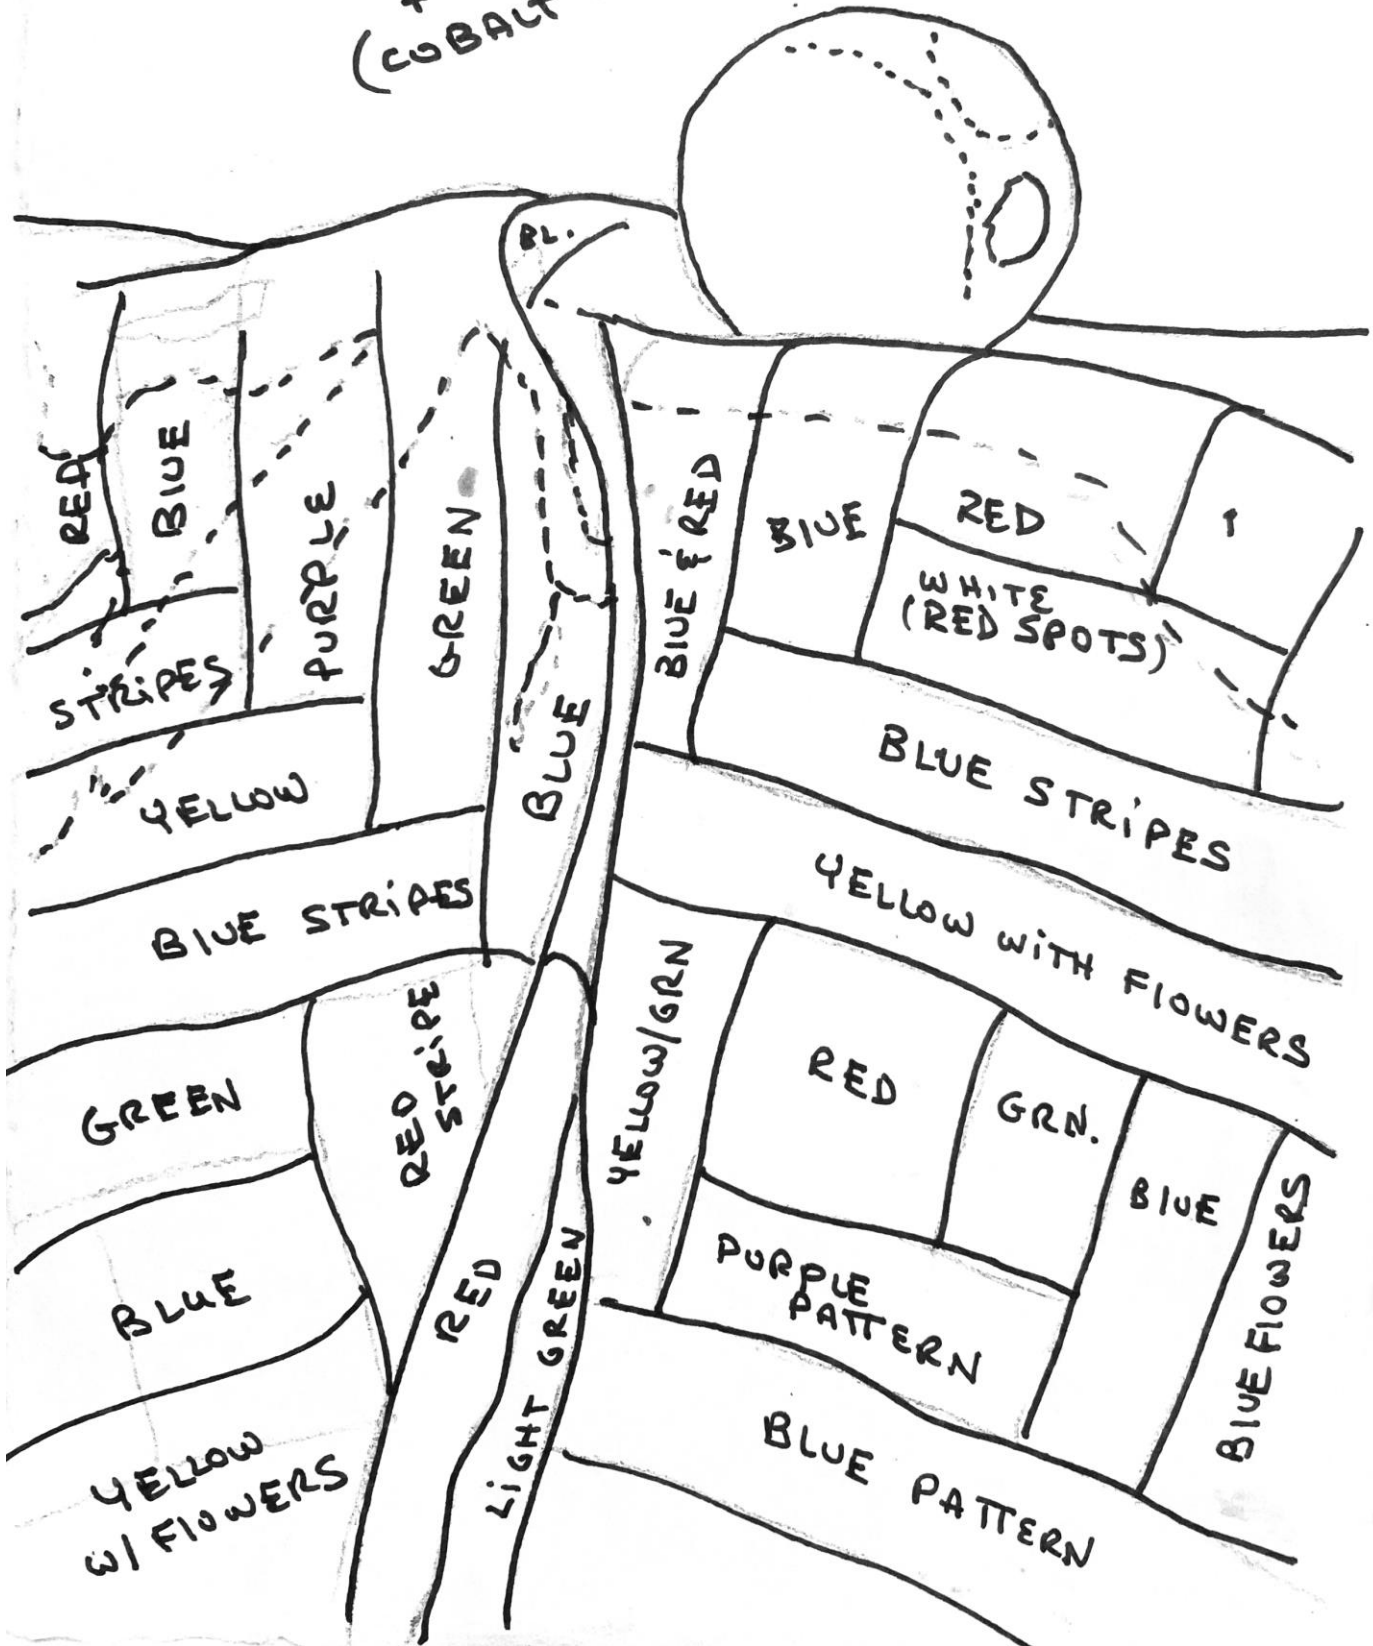 (COBALT
BL.
RED
BLUE
PURPLE
GREEN
BLUE
STRIPES
YELLOW
BLUE STRIPES
BLUE & RED
BLUE
RED
WHITE
(RED SPOTS)
BLUE STRIPES
YELLOW WITH FLOWERS
GREEN
RED
STRIPE
BLUE
YELLOW
W/ FLOWERS
RED
LIGHT GREEN
YELLOW/GRN
RED
GRN.
BLUE
BLUE FLOWERS
PURPLE
PATTERN
BLUE PATTERN